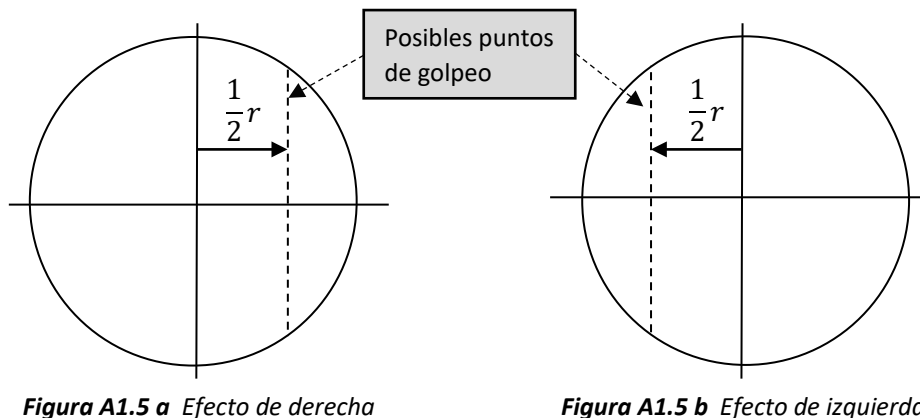 Posibles puntos
de golpeo
1/2 r
1/2 r
Figura A1.5 a Efecto de derecha
Figura A1.5 b Efecto de izquierda